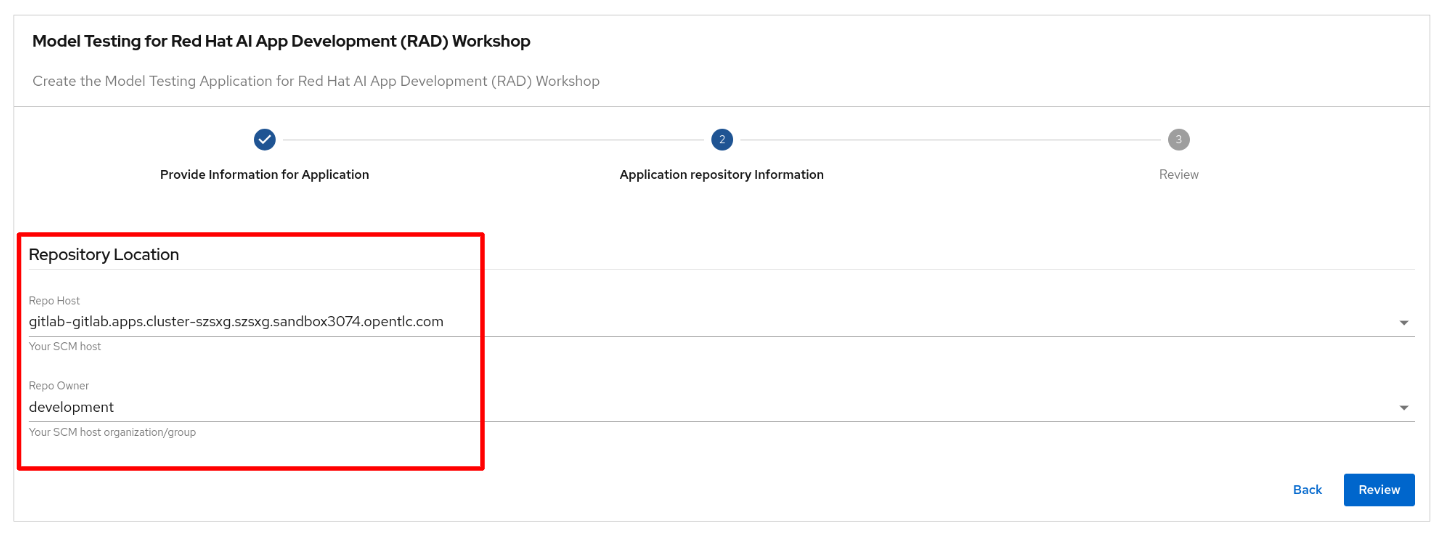 Model Testing for Red Hat AI App Development (RAD) Workshop
Create the Model Testing Application for Red Hat AI App Development (RAD) Workshop
2
3
Provide Information for Application
Application repository Information
Review
Repository Location
Repo Host
gitlab-gitlab.apps.cluster-szsxg.szsxg.sandbox3074.opentlc.com
Your SCM host
Repo Owner
development
Your SCM host organization/group
Back
Review